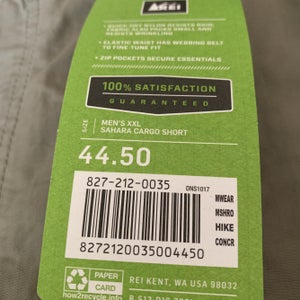 REI
• QUICK-DRY NYLON RESISTS RAIN;
FABRIC ALSO PACKS SMALL AND
RESISTS WRINKLING
• ELASTIC WAIST HAS WEBBING BELT
TO FINE-TUNE FIT
• ZIP POCKETS SECURE ESSENTIALS
100% SATISFACTION
GUARANTEED
SIZE
MEN'S XXL
SAHARA CARGO SHORT
44.50
827-212-0035
ONS1017
MWEAR
MSHRO
HIKE
CONCR
8272120035004450
PAPER
CARD
how2recycle.info
REI KENT, WA USA 98032